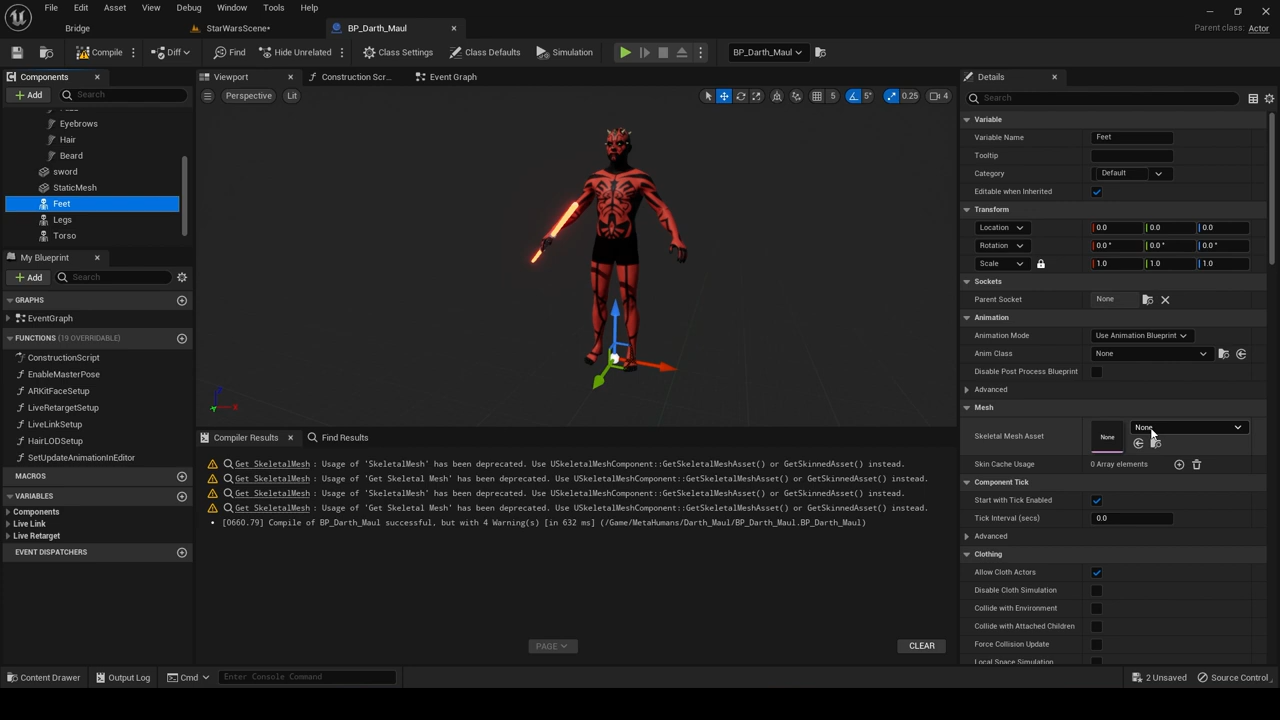 File Edit Asset View Debug Window Tools Help
Bridge StarWarsScene* BP_Darth_Maul Parent class: Actor
Compile Diff Find Hide Unrelated Class Settings Class Defaults Simulation BP_Darth_Maul
Components
Add Search
Eyebrows
Hair
Beard
sword
StaticMesh
Feet
Legs
Torso
My Blueprint
Add Search
GRAPHS
EventGraph
FUNCTIONS (19 OVERRIDABLE)
ConstructionScript
EnableMasterPose
ARKitFaceSetup
LiveRetargetSetup
LiveLinkSetup
HairLODSetup
SetUpdateAnimationInEditor
MACROS
VARIABLES
Components
Live Link
Live Retarget
EVENT DISPATCHERS
Viewport Construction Scr... Event Graph
Perspective Lit 5 5° 0.25 4
X
Compiler Results Find Results
Get SkeletalMesh : Usage of 'SkeletalMesh' has been deprecated. Use USkeletalMeshComponent::GetSkeletalMeshAsset() or GetSkinnedAsset() instead.
Get SkeletalMesh : Usage of 'Get Skeletal Mesh' has been deprecated. Use USkeletalMeshComponent::GetSkeletalMeshAsset() or GetSkinnedAsset() instead.
Get SkeletalMesh : Usage of 'SkeletalMesh' has been deprecated. Use USkeletalMeshComponent::GetSkeletalMeshAsset() or GetSkinnedAsset() instead.
Get SkeletalMesh : Usage of 'Get Skeletal Mesh' has been deprecated. Use USkeletalMeshComponent::GetSkeletalMeshAsset() or GetSkinnedAsset() instead.
[0660.79] Compile of BP_Darth_Maul successful, but with 4 Warning(s) [in 632 ms] (/Game/MetaHumans/Darth_Maul/BP_Darth_Maul.BP_Darth_Maul)
PAGE CLEAR
Details
Search
Variable
Variable Name Feet
Tooltip
Category Default
Editable when Inherited
Transform
Location 0.0 0.0 0.0
Rotation 0.0° 0.0° 0.0°
Scale 1.0 1.0 1.0
Sockets
Parent Socket None
Animation
Animation Mode Use Animation Blueprint
Anim Class None
Disable Post Process Blueprint
Advanced
Mesh
Skeletal Mesh Asset None None
Skin Cache Usage 0 Array elements
Component Tick
Start with Tick Enabled
Tick Interval (secs) 0.0
Advanced
Clothing
Allow Cloth Actors
Disable Cloth Simulation
Collide with Environment
Collide with Attached Children
Force Collision Update
Local Space Simulation
Content Drawer Output Log Cmd Enter Console Command 2 Unsaved Source Control